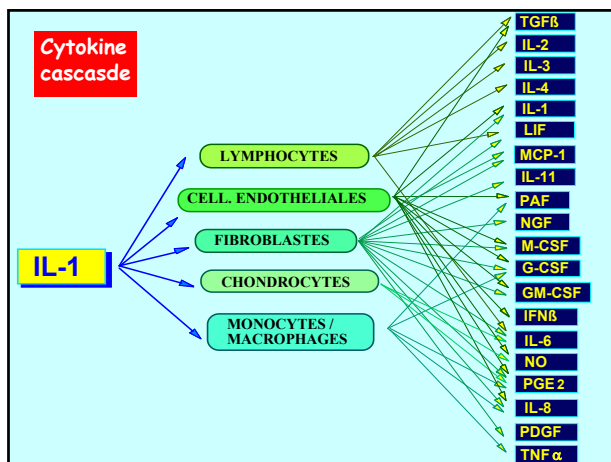 Cytokine
cascasde
IL-1
LYMPHOCYTES
CELL. ENDOTHELIALES
FIBROBLASTES
CHONDROCYTES
MONOCYTES /
MACROPHAGES
TGFß
IL-2
IL-3
IL-4
IL-1
LIF
MCP-1
IL-11
PAF
NGF
M-CSF
G-CSF
GM-CSF
IFNß
IL-6
NO
PGE 2
IL-8
PDGF
TNF α